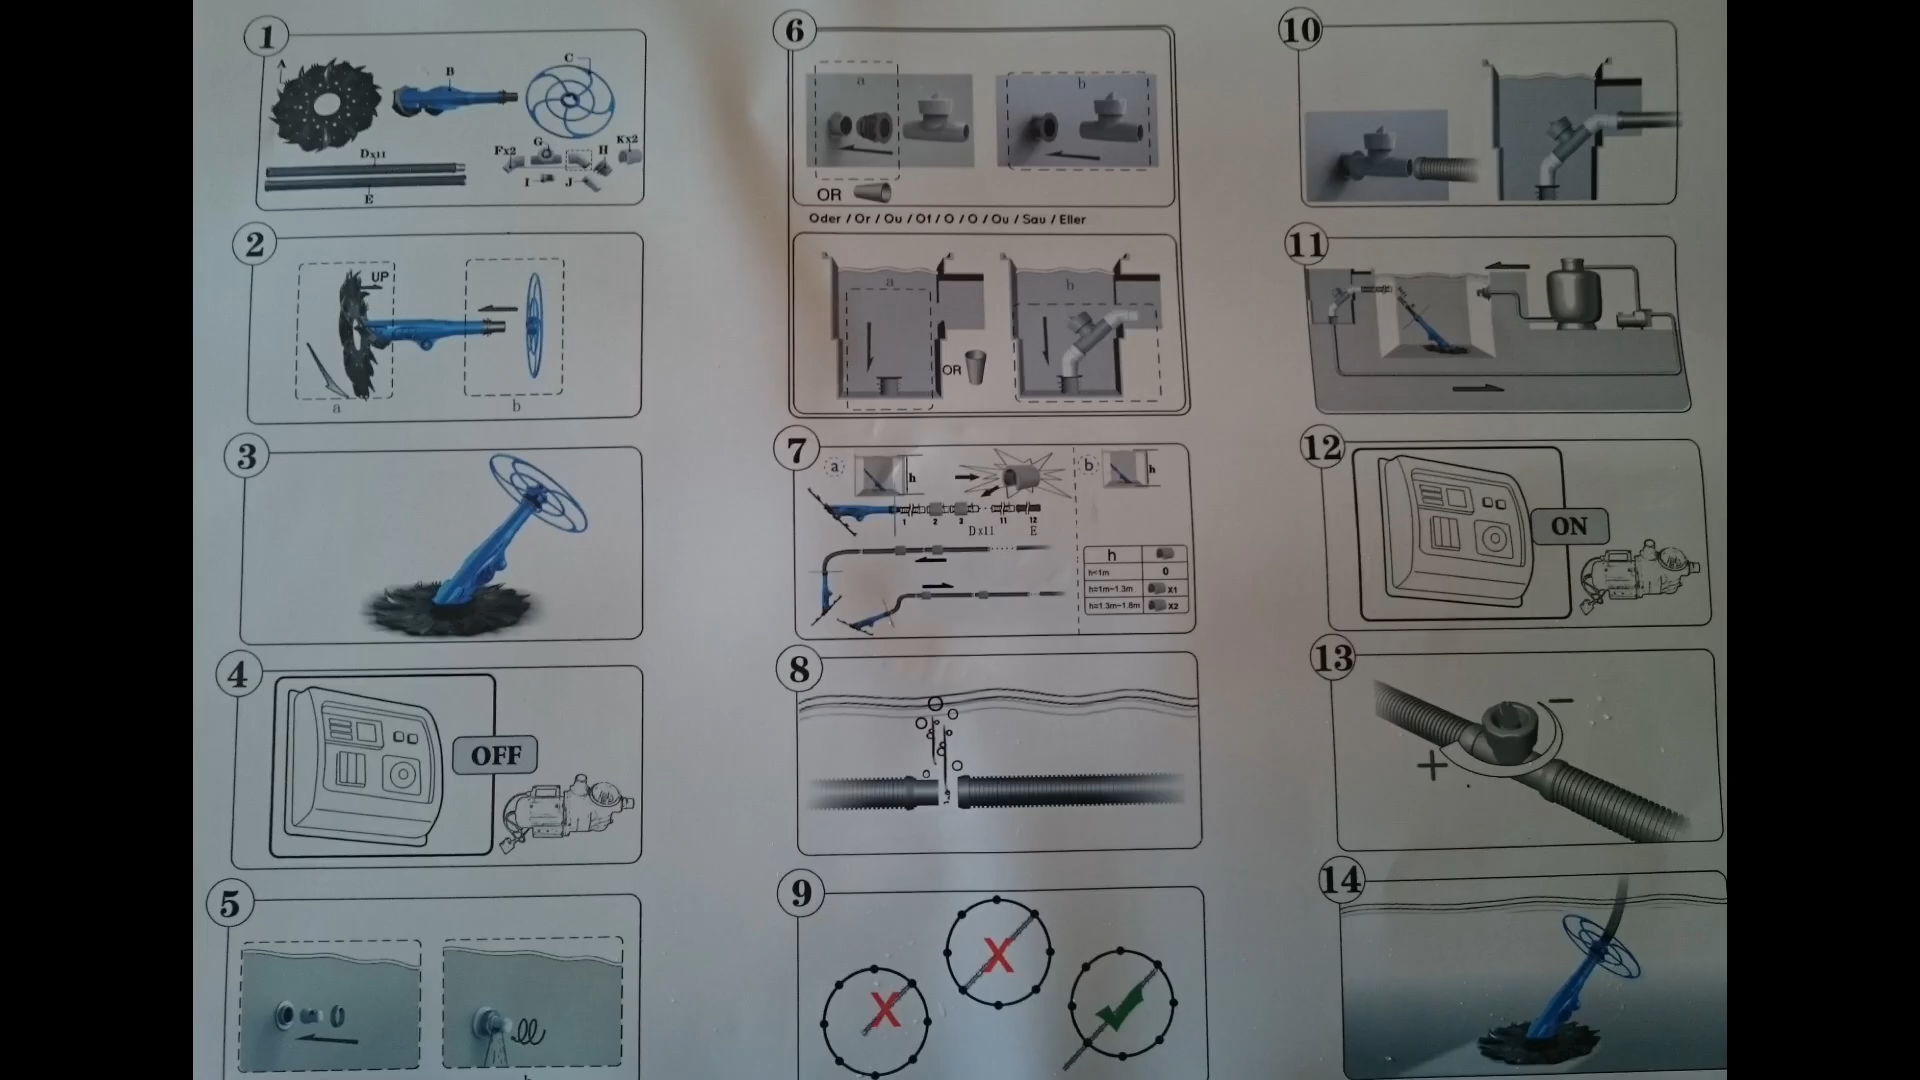 1
A
B
C
Dx11
E
Fx2
G
H
Kx2
I
J
2
UP
a
b
3
4
OFF
5
b
6
a
b
OR
Oder / Or / Ou / Of / O / O / Ou / Sau / Eller
a
OR
b
7
a
h
b
h
1
2
3
11
12
Dx11
E
h
h<1m 0
h=1m~1.3m X1
h=1.3m~1.8m X2
8
9
X
X
10
11
12
ON
13
+
−
14